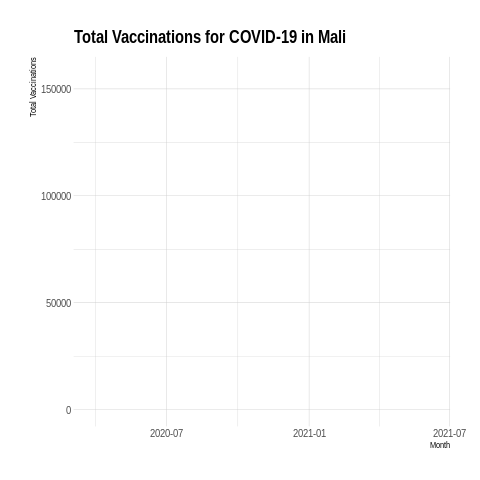 Total Vaccinations for COVID-19 in Mali
Total Vaccinations
150000
100000
50000
0
2020-07 2021-01 2021-07
Month